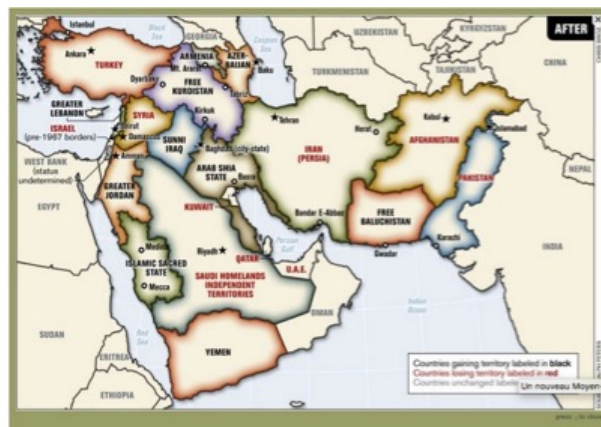 AFTER
Istanbul
Black
Sea
GEORGIA
Caspian
Sea
UZBEKISTAN
KYRGYZSTAN
Ankara
TURKEY
ARMENIA
Mt. Ararat
AZER-
BAIJAN
Baku
TURKMENISTAN
TAJIKISTAN
CHINA
Diyarbakir
FREE
KURDISTAN
Tabriz
GREATER
LEBANON
SYRIA
Kirkuk
Tehran
Herat
Kabul
Islamabad
ISRAEL
(pre-1967 borders)
Beirut
Damascus
SUNNI
IRAQ
Baghdad (city-state)
IRAN
(PERSIA)
AFGHANISTAN
WEST BANK
(status
undetermined)
Amman
ARAB SHIA
STATE
Basra
PAKISTAN
NEPAL
EGYPT
GREATER
JORDAN
KUWAIT
Bandar E-Abbas
FREE
BALUCHISTAN
Medina
Riyadh
Persian
Gulf
QATAR
Gwadar
Karachi
INDIA
ISLAMIC SACRED
STATE
Mecca
SAUDI HOMELANDS
INDEPENDENT
TERRITORIES
U.A.E.
OMAN
Indian
Ocean
SUDAN
Red
Sea
ERITREA
YEMEN
ETHIOPIA
Countries gaining territory labeled in black
Countries losing territory labeled in red
Countries unchanged
Un nouveau Moyen